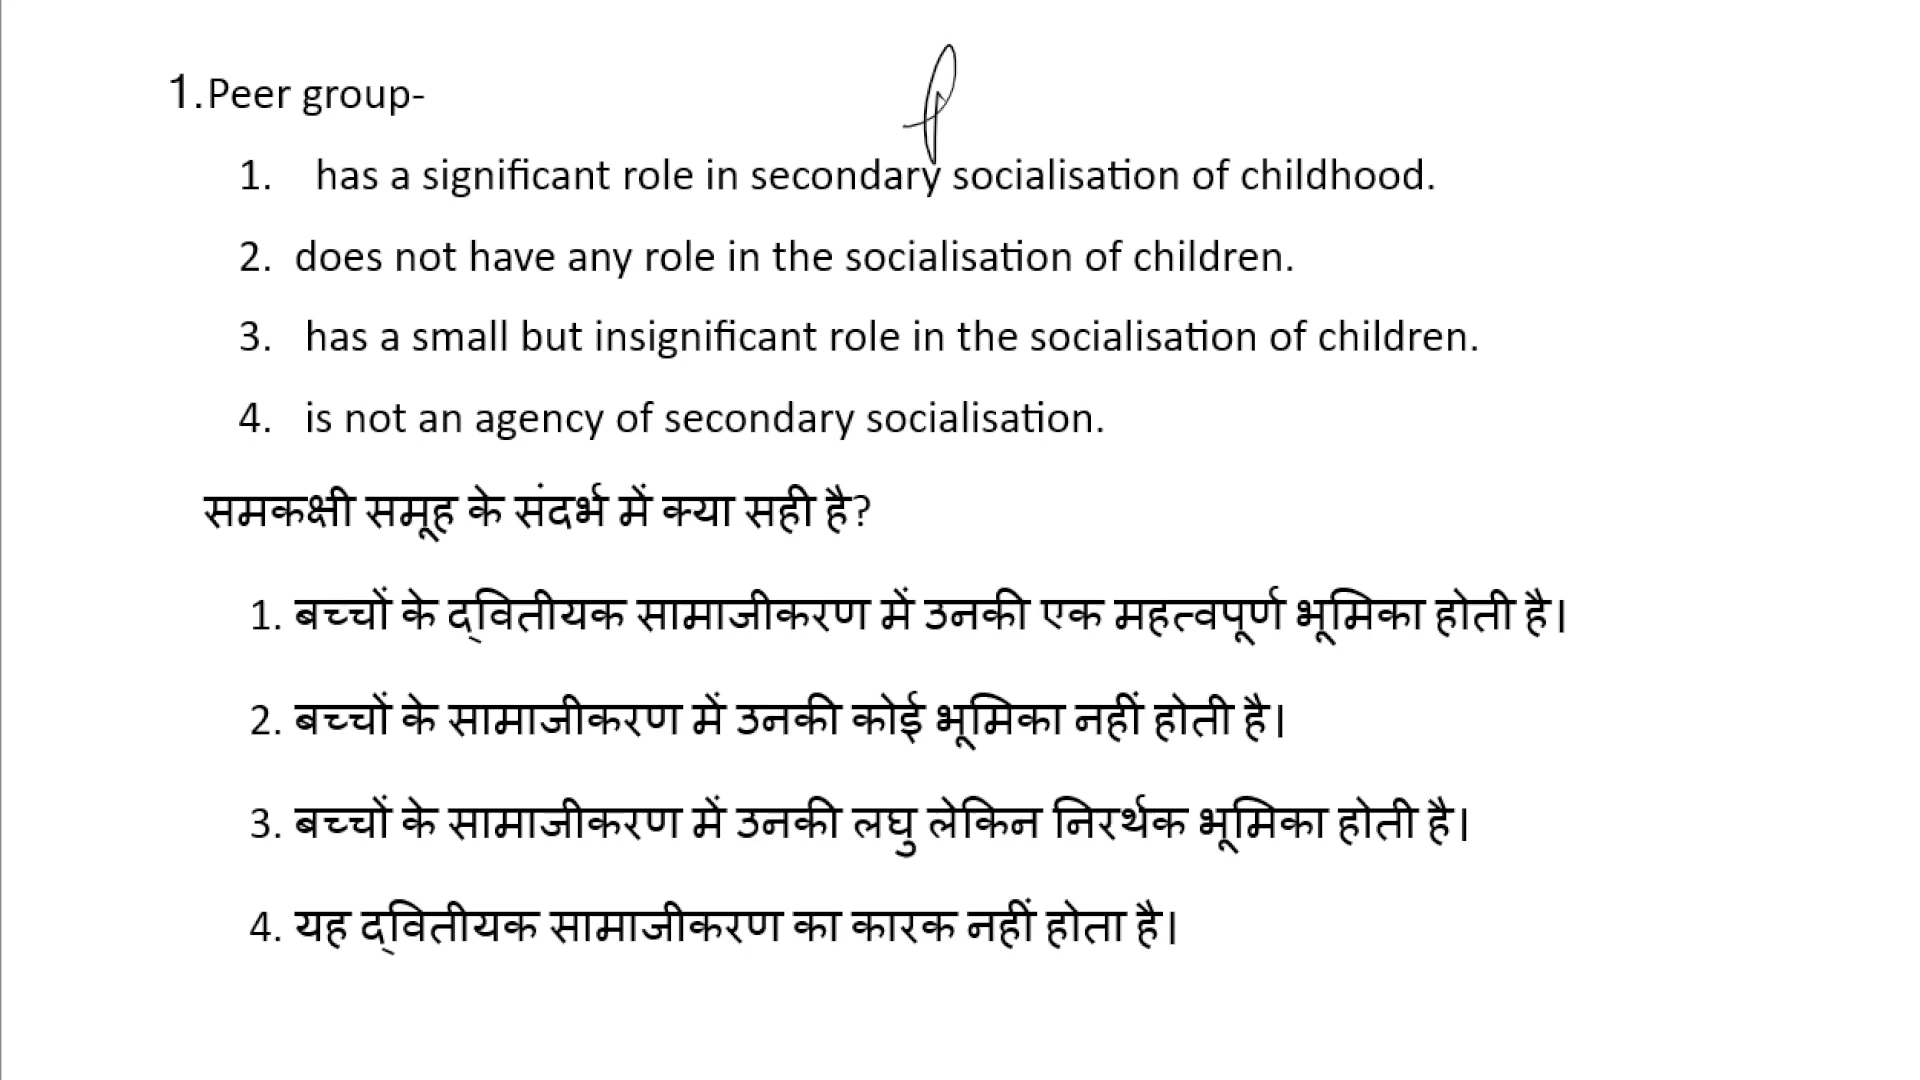 1.Peer group-
1. has a significant role in secondary socialisation of childhood.
2. does not have any role in the socialisation of children.
3. has a small but insignificant role in the socialisation of children.
4. is not an agency of secondary socialisation.
समकक्षी समूह के संदर्भ में क्या सही है?
1. बच्चों के द्वितीयक सामाजीकरण में उनकी एक महत्वपूर्ण भूमिका होती है।
2. बच्चों के सामाजीकरण में उनकी कोई भूमिका नहीं होती है।
3. बच्चों के सामाजीकरण में उनकी लघु लेकिन निरर्थक भूमिका होती है।
4. यह द्वितीयक सामाजीकरण का कारक नहीं होता है।